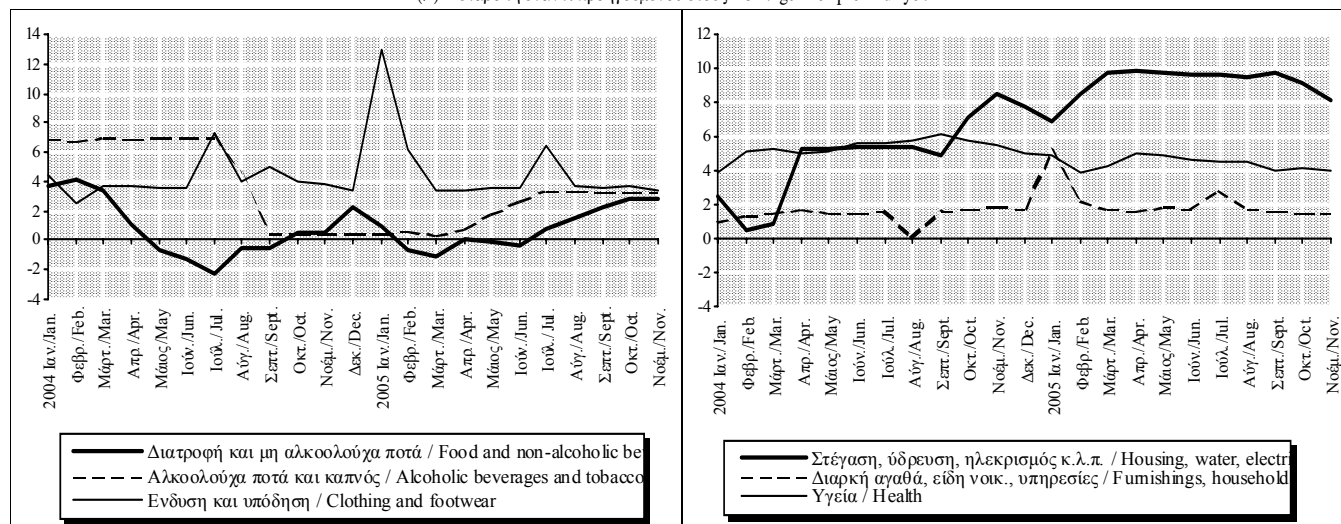 14
12
10
8
6
4
2
0
-2
-4
2004 Ιαν./Jan.
Φεβρ./Feb.
Μάρτ./Mar.
Απρ./Apr.
Μάιος/May
Ιούν./Jun.
Ιούλ./Jul.
Αύγ./Aug.
Σεπτ./Sept.
Οκτ./Oct.
Νοέμ./Nov.
Δεκ./Dec.
2005 Ιαν./Jan.
Φεβρ./Feb.
Μάρτ./Mar.
Απρ./Apr.
Μάιος/May
Ιούν./Jun.
Ιούλ./Jul.
Αύγ./Aug.
Σεπτ./Sept.
Οκτ./Oct.
Νοέμ./Nov.
Διατροφή και μη αλκοολούχα ποτά / Food and non-alcoholic be
Αλκοολούχα ποτά και καπνός / Alcoholic beverages and tobacco
Ενδυση και υπόδηση / Clothing and footwear
12
10
8
6
4
2
0
-2
-4
2004 Ιαν./Jan.
Φεβρ./Feb.
Μάρτ./Mar.
Απρ./Apr.
Μάιος/May
Ιούν./Jun.
Ιούλ./Jul.
Αύγ./Aug.
Σεπτ./Sept.
Οκτ./Oct.
Νοέμ./Nov.
Δεκ./Dec.
2005 Ιαν./Jan.
Φεβρ./Feb.
Μάρτ./Mar.
Απρ./Apr.
Μάιος/May
Ιούν./Jun.
Ιούλ./Jul.
Αύγ./Aug.
Σεπτ./Sept.
Οκτ./Oct.
Νοέμ./Nov.
Στέγαση, ύδρευση, ηλεκρισμός κ.λ.π. / Housing, water, electri
Διαρκή αγαθά, είδη νοικ., υπηρεσίες / Furnishings, household
Υγεία / Health